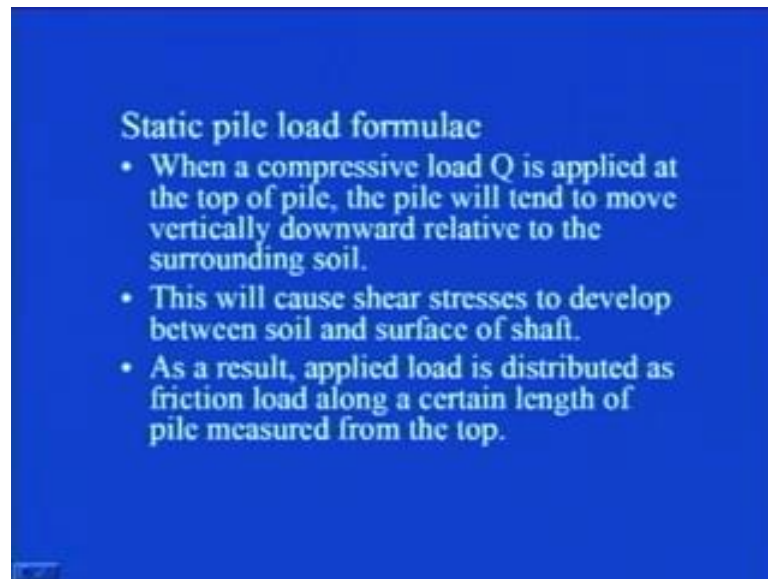 Static pile load formulae
• When a compressive load Q is applied at
the top of pile, the pile will tend to move
vertically downward relative to the
surrounding soil.
• This will cause shear stresses to develop
between soil and surface of shaft.
• As a result, applied load is distributed as
friction load along a certain length of
pile measured from the top.